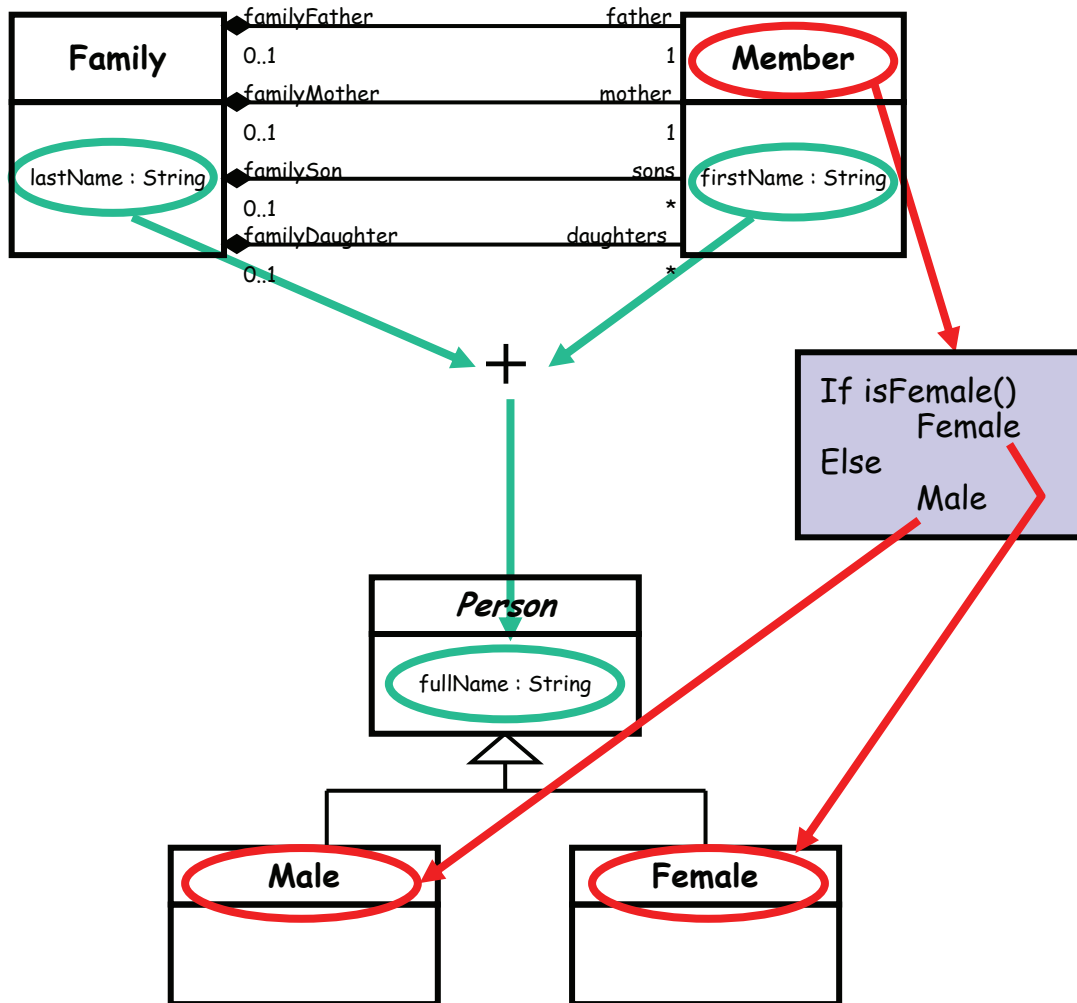 familyFather father
Family
Member
0..1 1
familyMother mother
0..1 1
lastName : String
familySon sons
firstName : String
0..1 *
familyDaughter daughters
0..1 *
+
If isFemale()
Female
Else
Male
Person
fullName : String
Male
Female